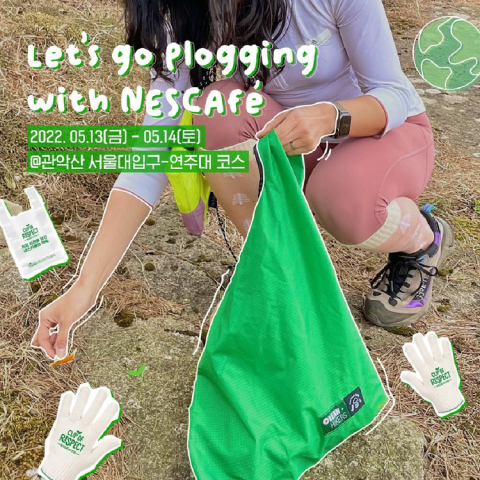 Let's go Plogging
with NESCAFé
2022. 05.13(금) - 05.14(토)
@관악산 서울대입구-연주대 코스
CUP OF
RESPECT
CUP OF
RESPECT
CUP OF
RESPECT